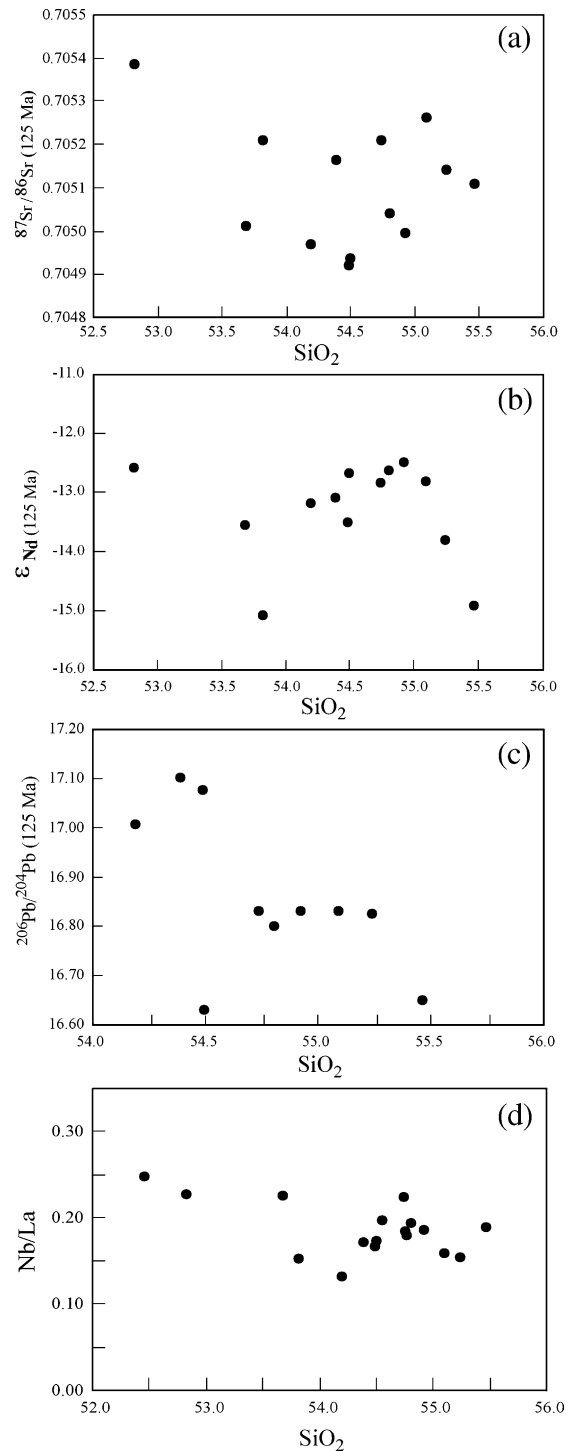 (a)
0.7055
0.7054
0.7053
0.7052
0.7051
0.7050
0.7049
0.7048
87Sr/86Sr (125 Ma)
52.5 53.0 53.5 54.0 54.5 55.0 55.5 56.0
SiO2
(b)
-11.0
-12.0
-13.0
-14.0
-15.0
-16.0
ε Nd (125 Ma)
52.5 53.0 53.5 54.0 54.5 55.0 55.5 56.0
SiO2
(c)
17.20
17.10
17.00
16.90
16.80
16.70
16.60
206Pb/204Pb (125 Ma)
54.0 54.5 55.0 55.5 56.0
SiO2
(d)
0.30
0.20
0.10
0.00
Nb/La
52.0 53.0 54.0 55.0 56.0
SiO2